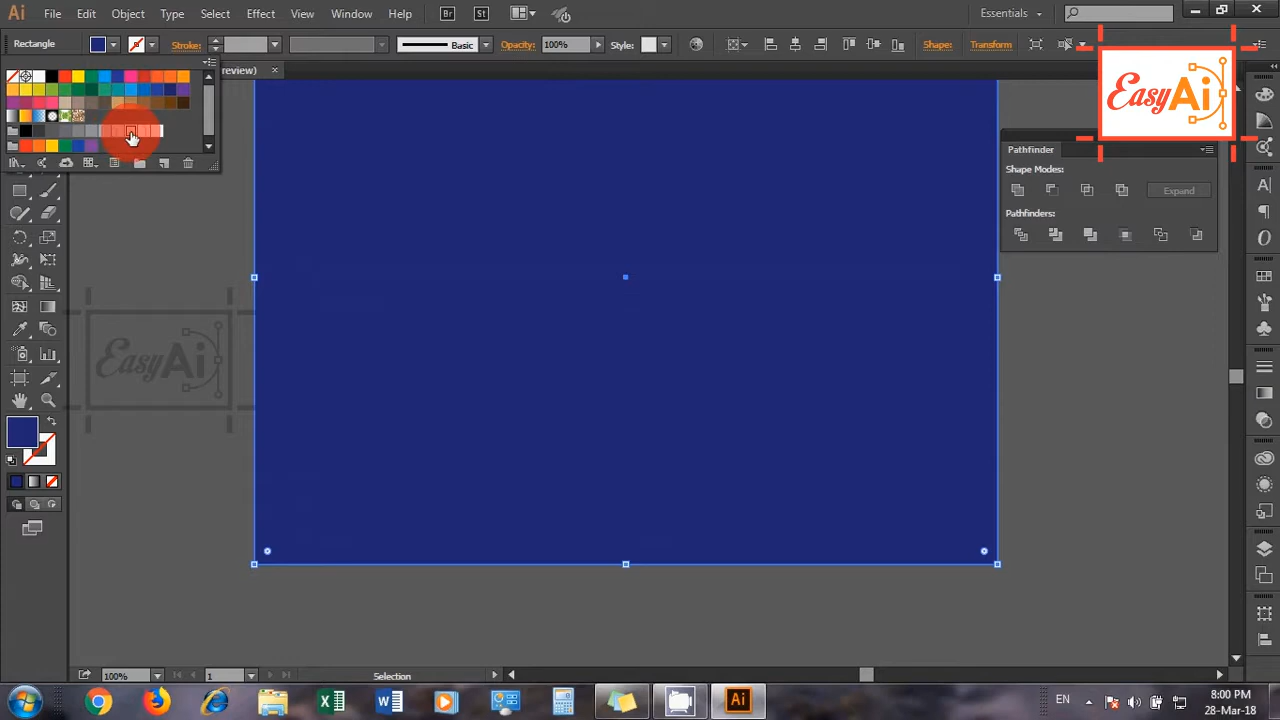 Ai File Edit Object Type Select Effect View Window Help Br St Essentials
Rectangle Stroke: Basic Opacity: 100% Style: Shape: Transform
review)
EasyAi
Pathfinder
Shape Modes:
Expand
Pathfinders:
EasyAi
100% 1 Selection
Ai EN 8:00 PM
28-Mar-18